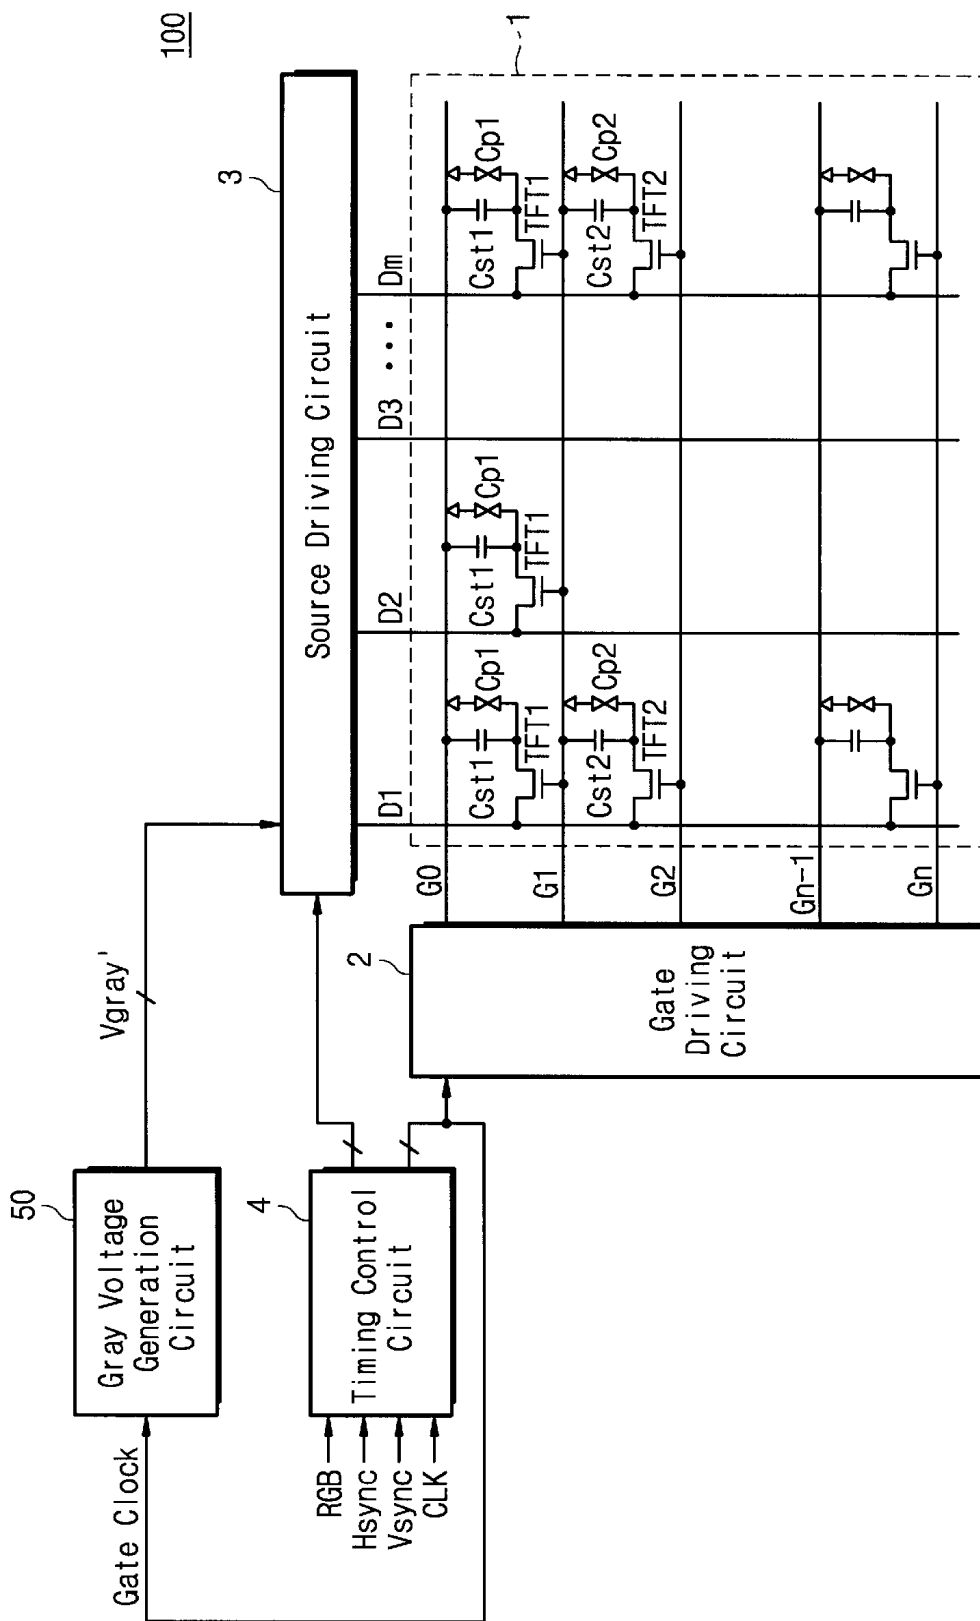 100
50
Gray Voltage
Generation
Circuit
Vgray'
Gate Clock
4
Timing Control
Circuit
RGB
Hsync
Vsync
CLK
3
Source Driving Circuit
2
Gate
Driving
Circuit
1
D1
D2
D3
•••
Dm
G0
G1
G2
Gn-1
Gn
Cst1
Cp1
TFT1
Cst1
Cp1
TFT1
Cst1
Cp1
TFT1
Cst2
Cp2
TFT2
Cst2
Cp2
TFT2